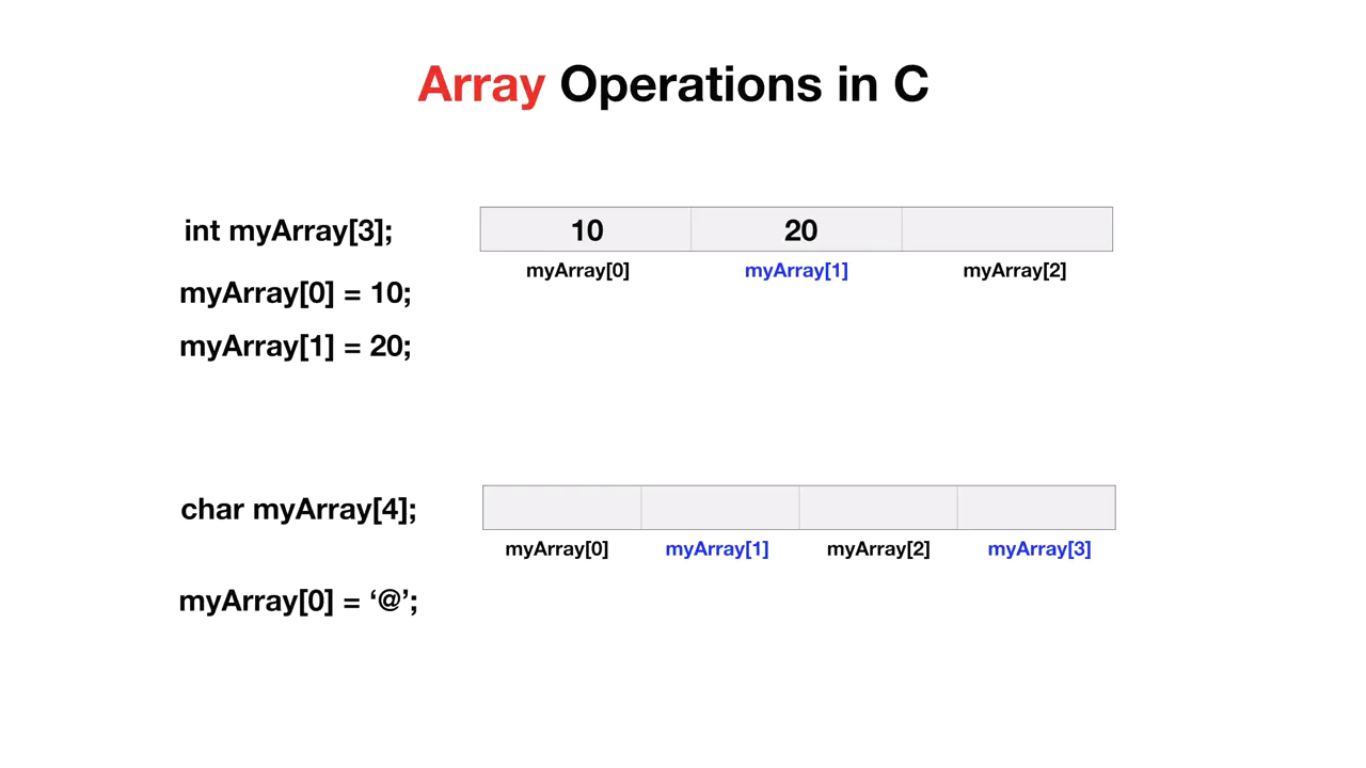 Array Operations in C
int myArray[3];
10 20
myArray[0] myArray[1] myArray[2]
myArray[0] = 10;
myArray[1] = 20;
char myArray[4];
myArray[0] myArray[1] myArray[2] myArray[3]
myArray[0] = ‘@’;